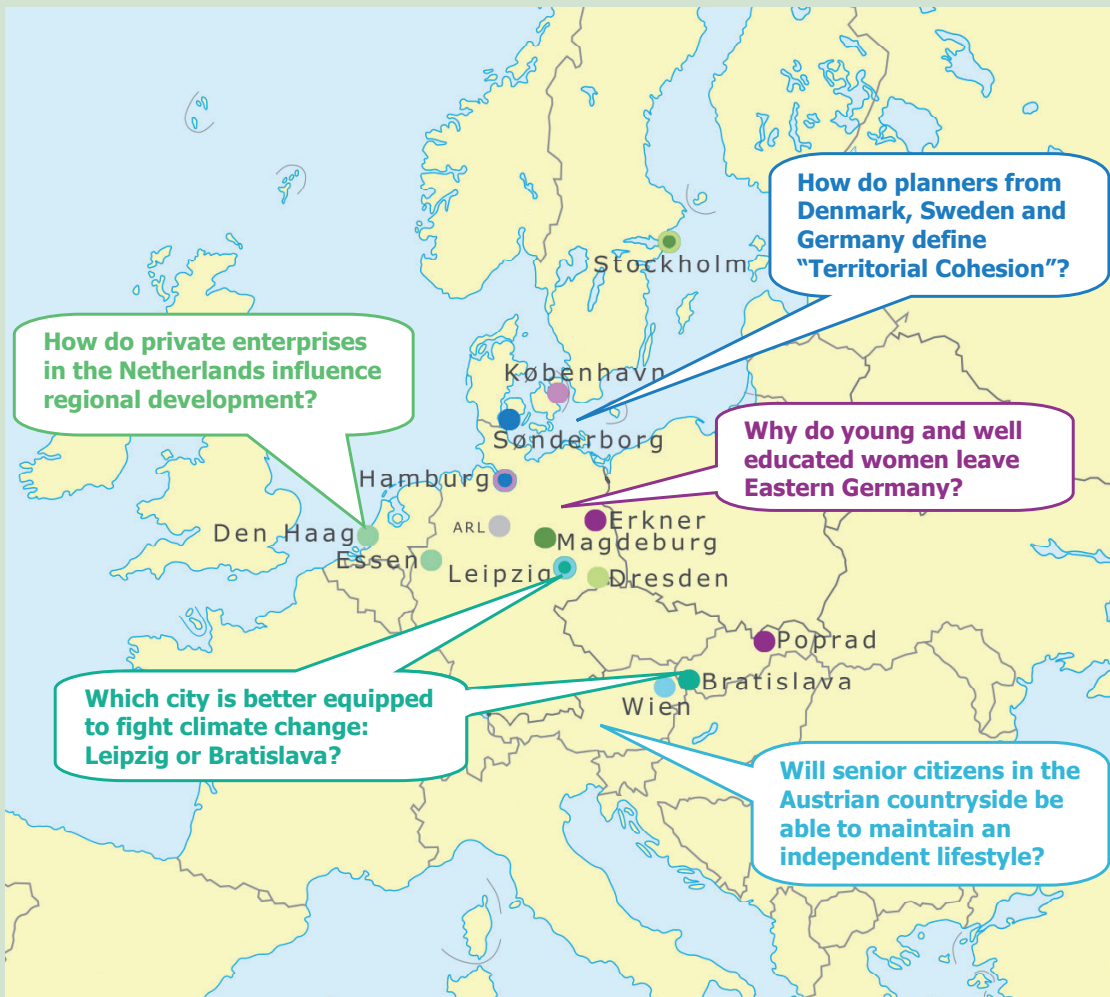 How do planners from
Denmark, Sweden and
Germany define
“Territorial Cohesion”?
Stockholm
How do private enterprises
in the Netherlands influence
regional development?
København
Sønderborg
Why do young and well
educated women leave
Eastern Germany?
Hamburg
Den Haag
ARL
Erkner
Magdeburg
Essen
Leipzig
Dresden
Poprad
Bratislava
Wien
Which city is better equipped
to fight climate change:
Leipzig or Bratislava?
Will senior citizens in the
Austrian countryside be
able to maintain an
independent lifestyle?